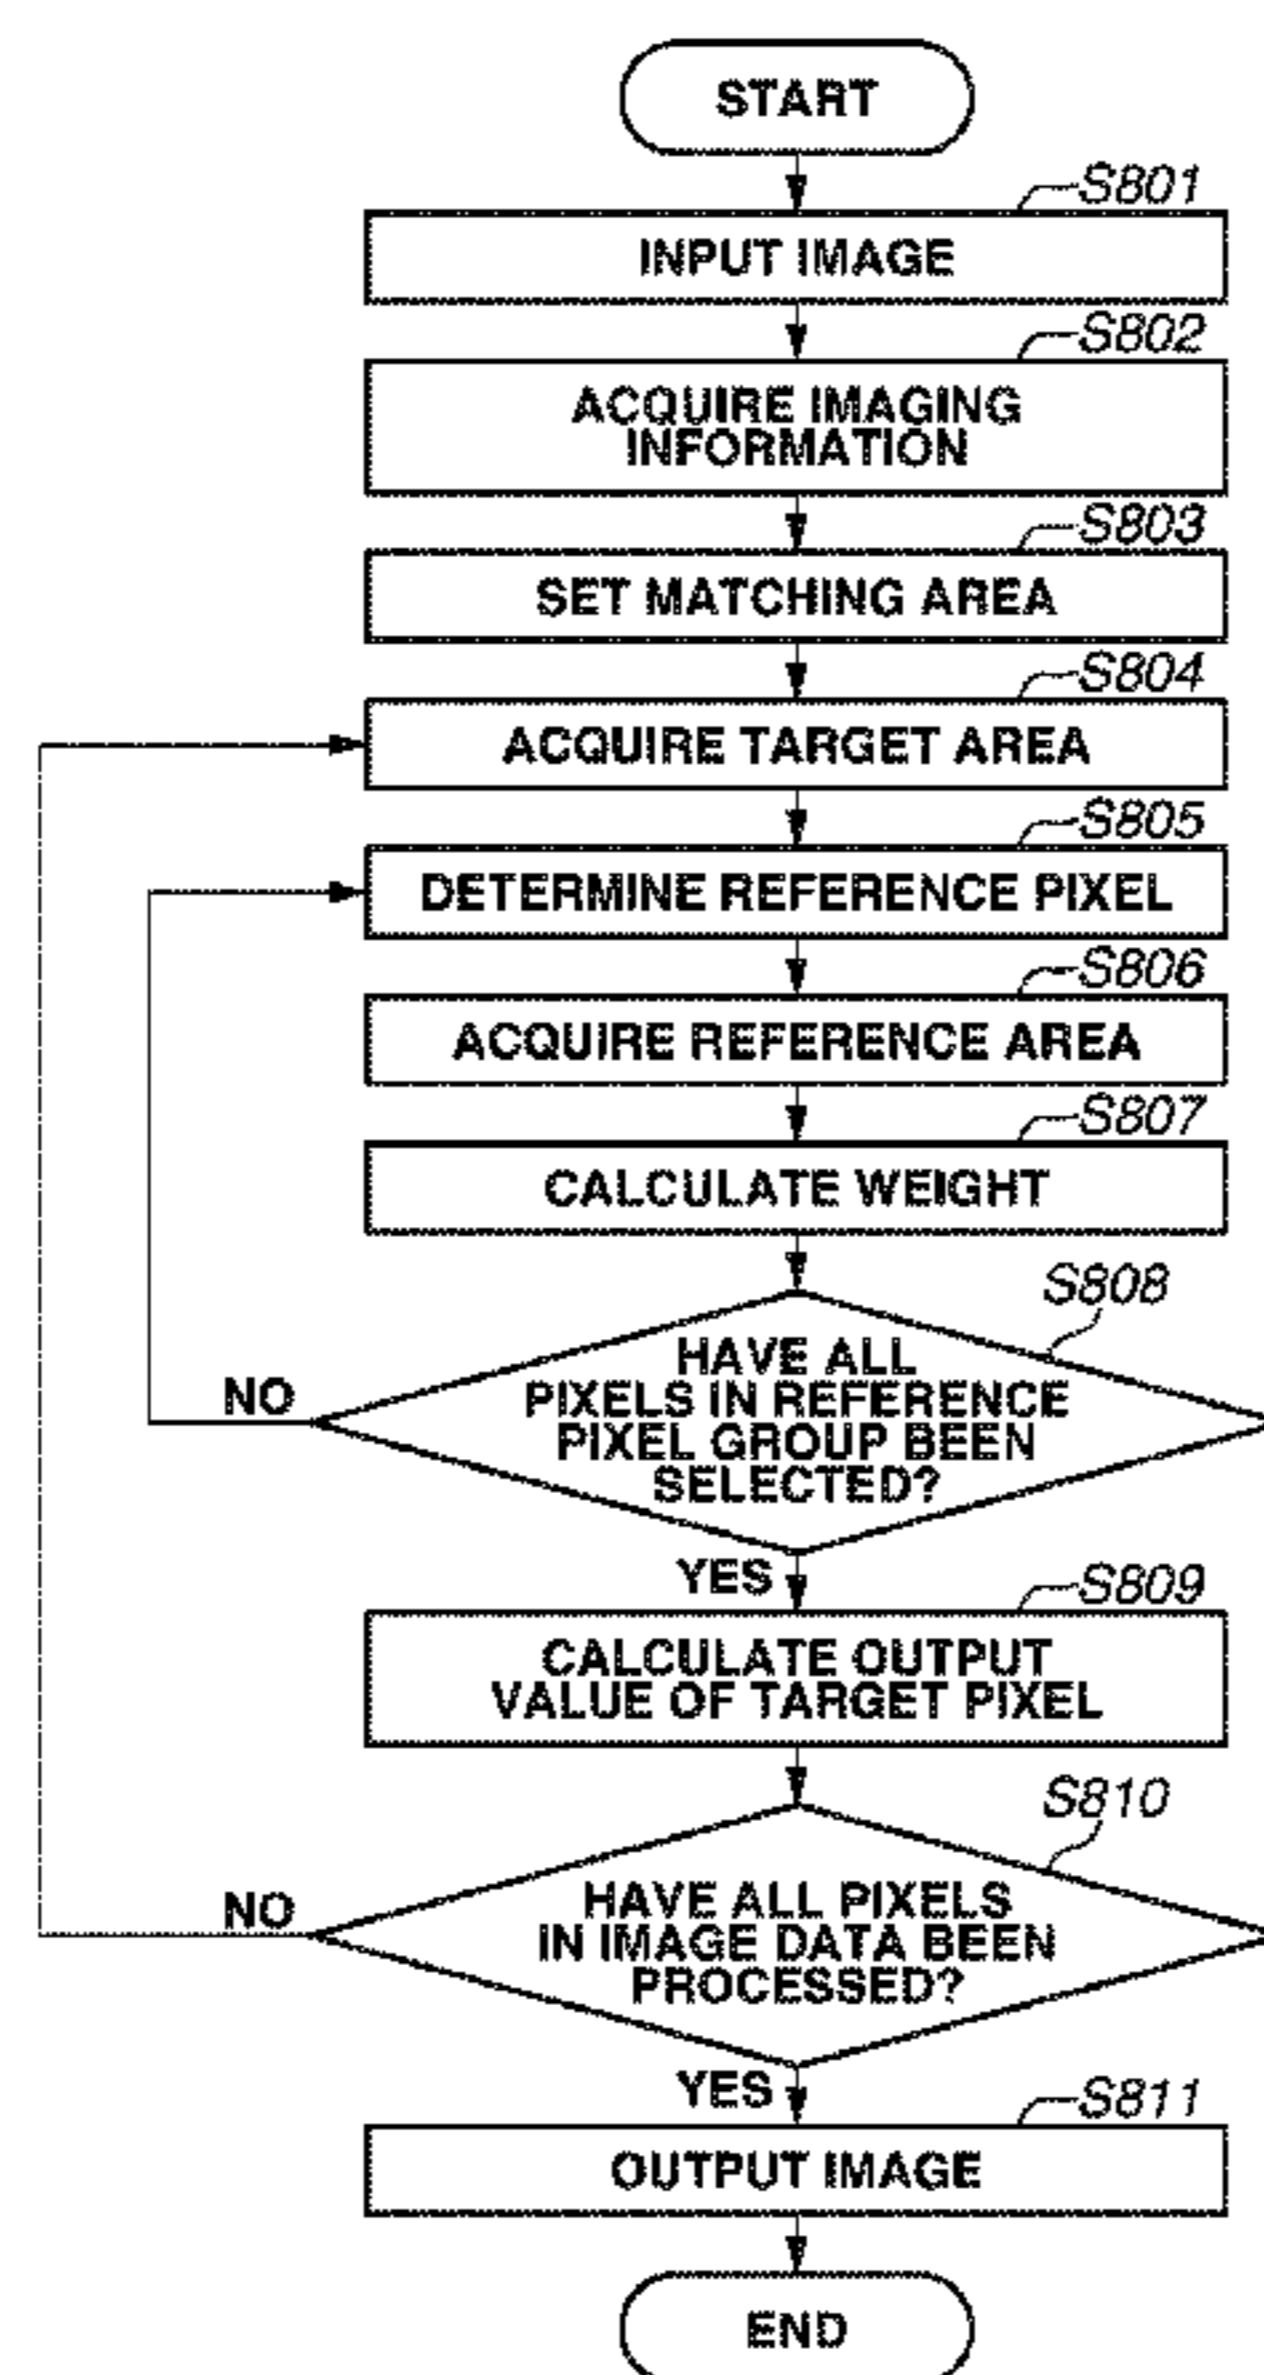 START
S801
INPUT IMAGE
S802
ACQUIRE IMAGING
INFORMATION
S803
SET MATCHING AREA
S804
ACQUIRE TARGET AREA
S805
DETERMINE REFERENCE PIXEL
S806
ACQUIRE REFERENCE AREA
S807
CALCULATE WEIGHT
S808
HAVE ALL
PIXELS IN REFERENCE
PIXEL GROUP BEEN
SELECTED?
NO
YES
S809
CALCULATE OUTPUT
VALUE OF TARGET PIXEL
S810
HAVE ALL PIXELS
IN IMAGE DATA BEEN
PROCESSED?
NO
YES
S811
OUTPUT IMAGE
END